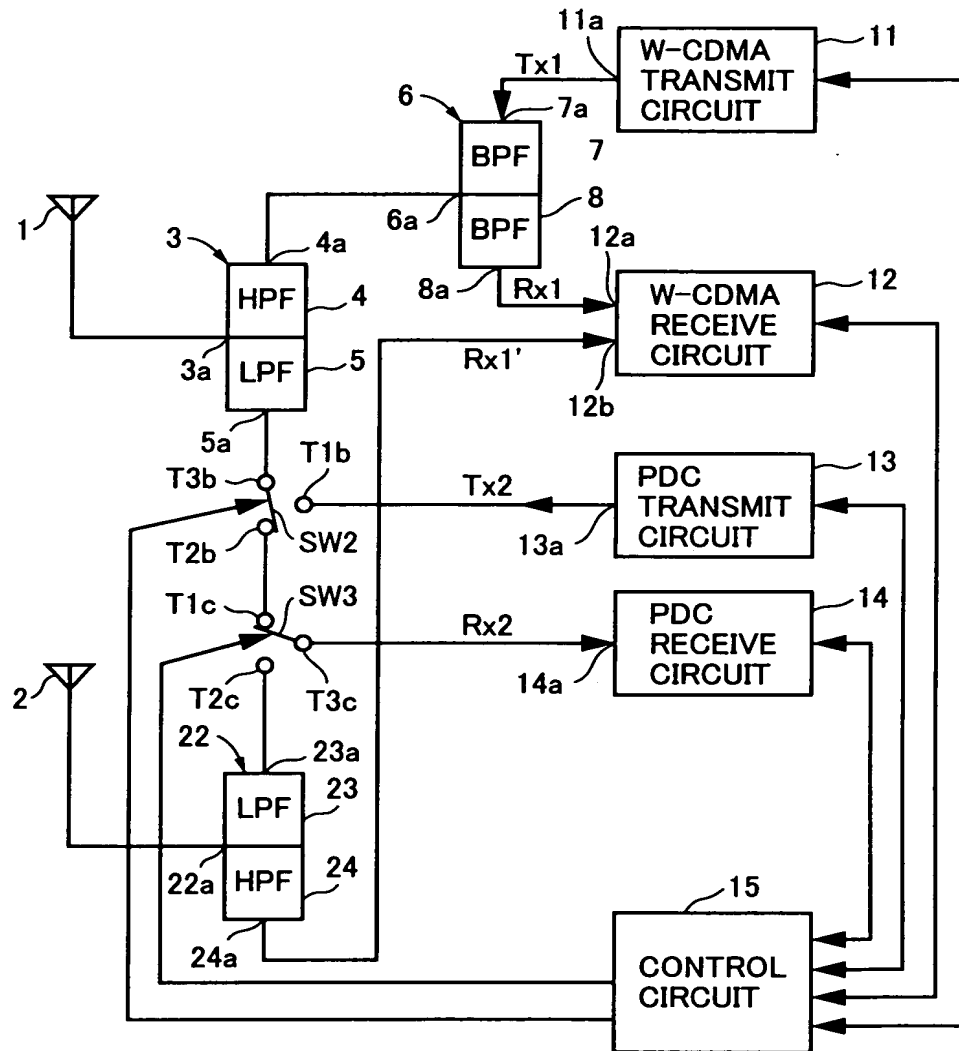 11a
11
W-CDMA
TRANSMIT
CIRCUIT
Tx1
6
7a
BPF
7
1
6a
BPF
8
3
4a
8a
Rx1
12a
12
W-CDMA
RECEIVE
CIRCUIT
HPF
4
3a
LPF
5
Rx1'
12b
5a
T3b
T1b
Tx2
13
PDC
TRANSMIT
CIRCUIT
13a
T2b
SW2
T1c
SW3
Rx2
14
PDC
RECEIVE
CIRCUIT
14a
2
T2c
T3c
22
23a
LPF
23
22a
HPF
24
24a
15
CONTROL
CIRCUIT